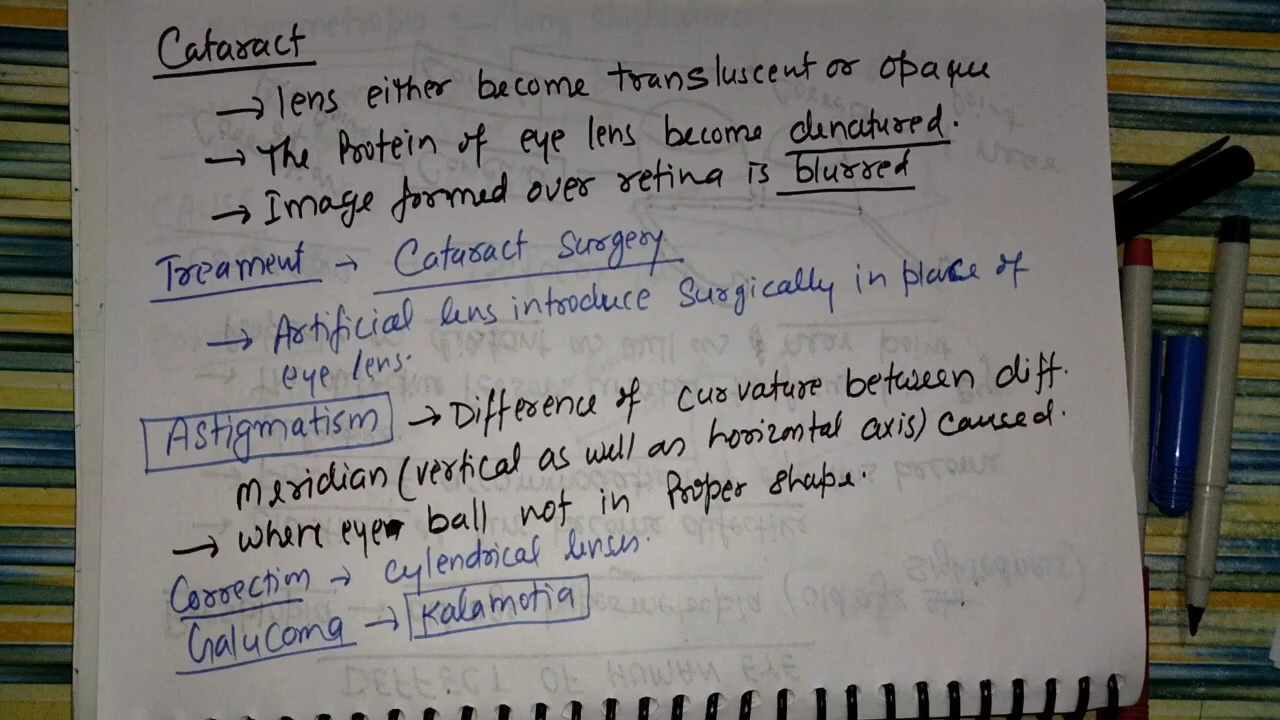 Cataract
→ lens either become transluscent or opaque
→ The Protein of eye lens become denatured.
→ Image formed over retina is blurred
Treament → Cataract Surgery
→ Artificial lens introduce Surgically in place of
eye lens.
Astigmatism → Difference of curvature between diff.
meridian (vertical as well as horizontal axis) caused.
→ where eye ball not in Proper shape.
Correction → cylendrical lenses.
Galucoma → Kalamotia